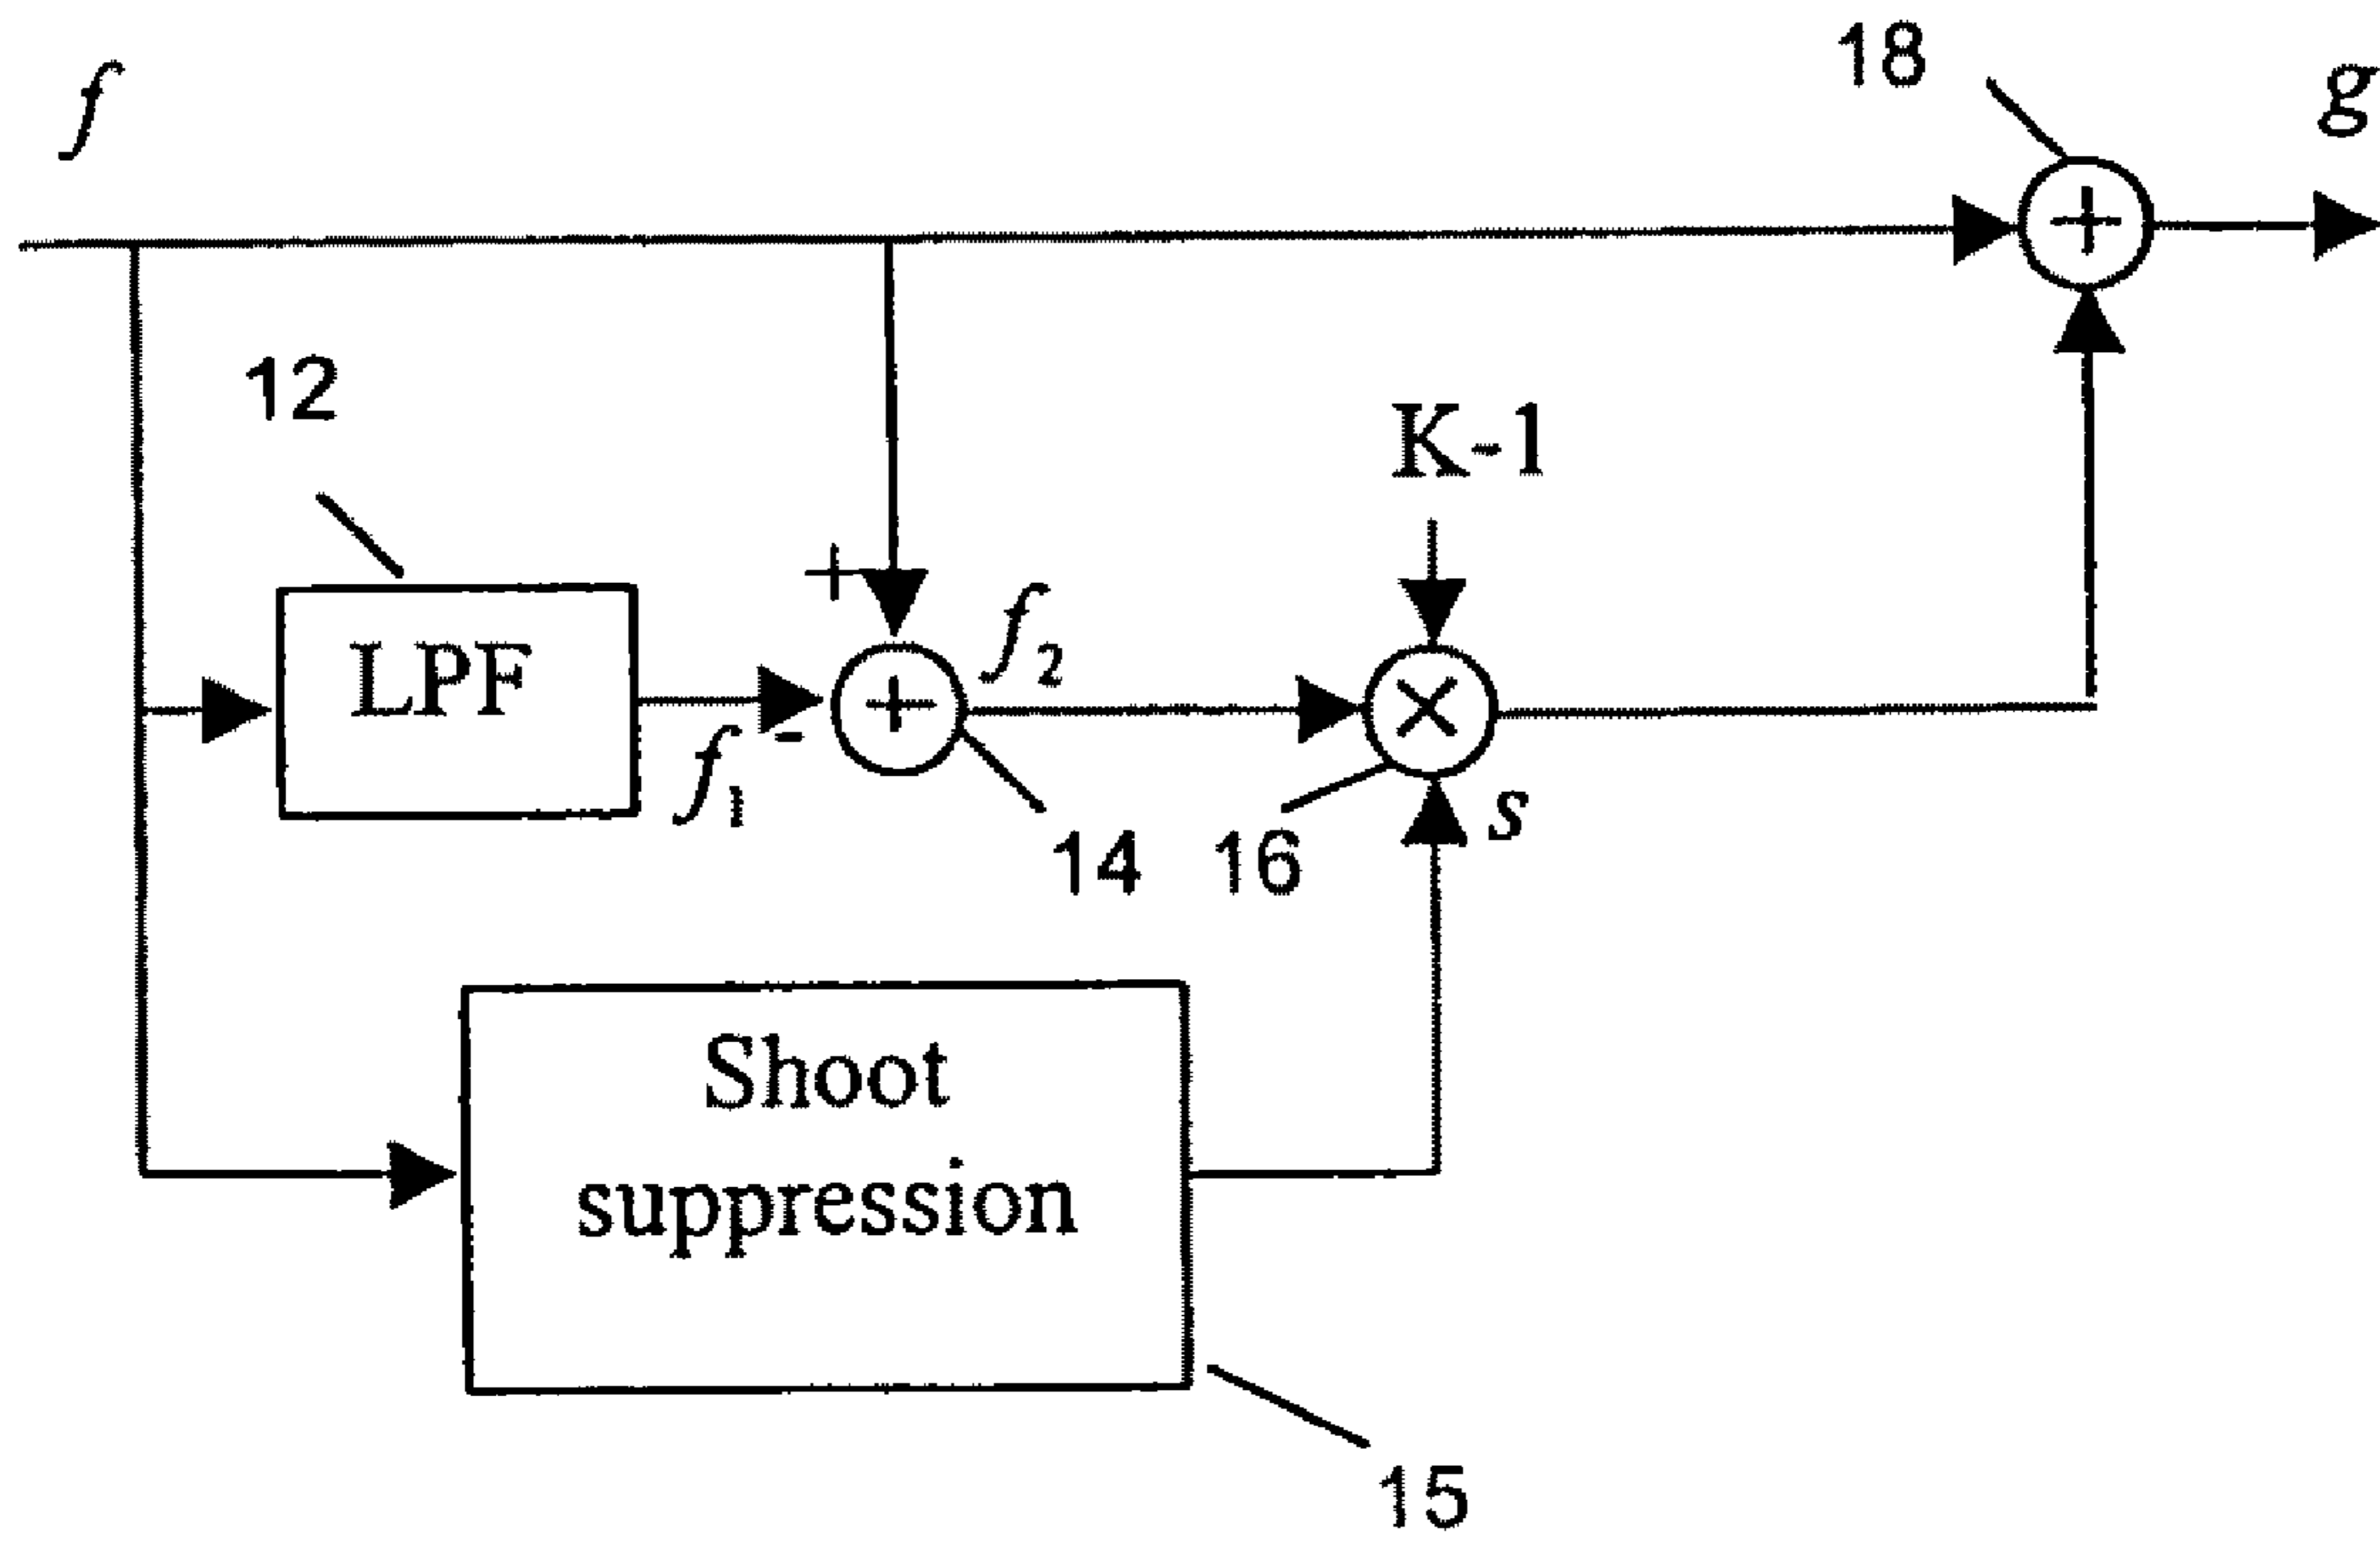 f
18
g
12
K-1
+
f2
LPF
+
×
-
f1
s
14
16
Shoot
suppression
15
+